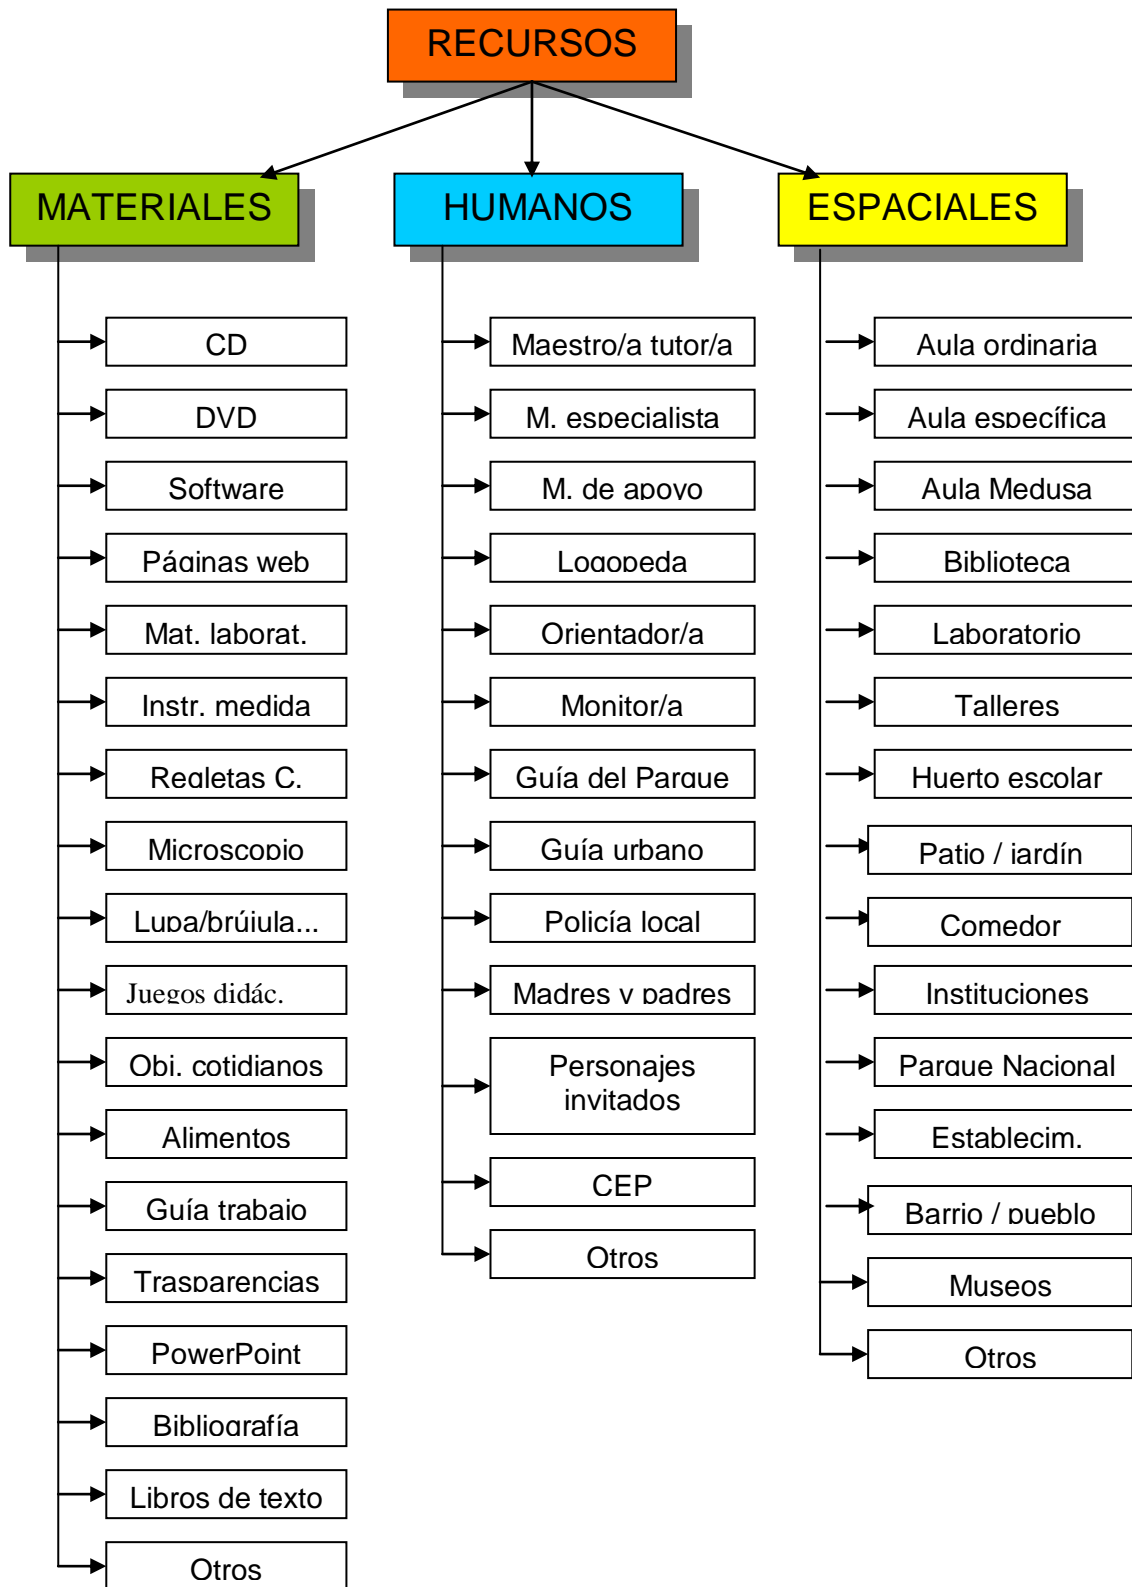 RECURSOS
MATERIALES
HUMANOS
ESPACIALES
CD
DVD
Software
Páginas web
Mat. laborat.
Instr. medida
Regletas C.
Microscopio
Lupa/brújula...
Juegos didác.
Obj. cotidianos
Alimentos
Guía trabajo
Trasparencias
PowerPoint
Bibliografía
Libros de texto
Otros
Maestro/a tutor/a
M. especialista
M. de apoyo
Logopeda
Orientador/a
Monitor/a
Guía del Parque
Guía urbano
Policía local
Madres y padres
Personajes
invitados
CEP
Otros
Aula ordinaria
Aula específica
Aula Medusa
Biblioteca
Laboratorio
Talleres
Huerto escolar
Patio / jardín
Comedor
Instituciones
Parque Nacional
Establecim.
Barrio / pueblo
Museos
Otros